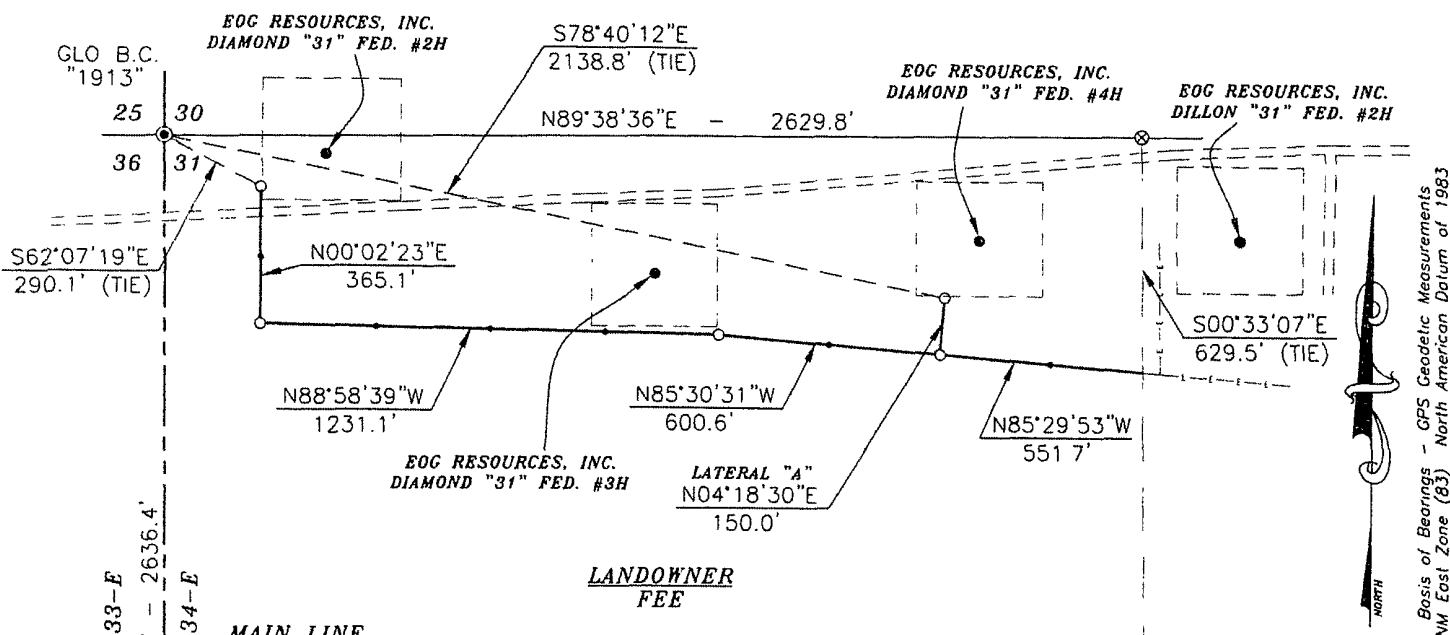 EOG RESOURCES, INC.
DIAMOND "31" FED. #2H
S78°40'12"E
2138.8' (TIE)
GLO B.C.
"1913"
EOG RESOURCES, INC.
DIAMOND "31" FED. #4H
EOG RESOURCES, INC.
DILLON "31" FED. #2H
25 30
N89°38'36"E - 2629.8'
36 31
S62°07'19"E
290.1' (TIE)
N00°02'23"E
365.1'
S00°33'07"E
629.5' (TIE)
N88°58'39"W
1231.1'
N85°30'31"W
600.6'
N85°29'53"W
551 7'
EOG RESOURCES, INC.
DIAMOND "31" FED. #3H
LATERAL "A"
N04°18'30"E
150.0'
LANDOWNER
FEE
33-E
- 2636.4'
34-E
MAIN LINE
NORTH
Basis of Bearings - GPS Geodetic Measurements
NM East Zone (83) North American Datum of 1983